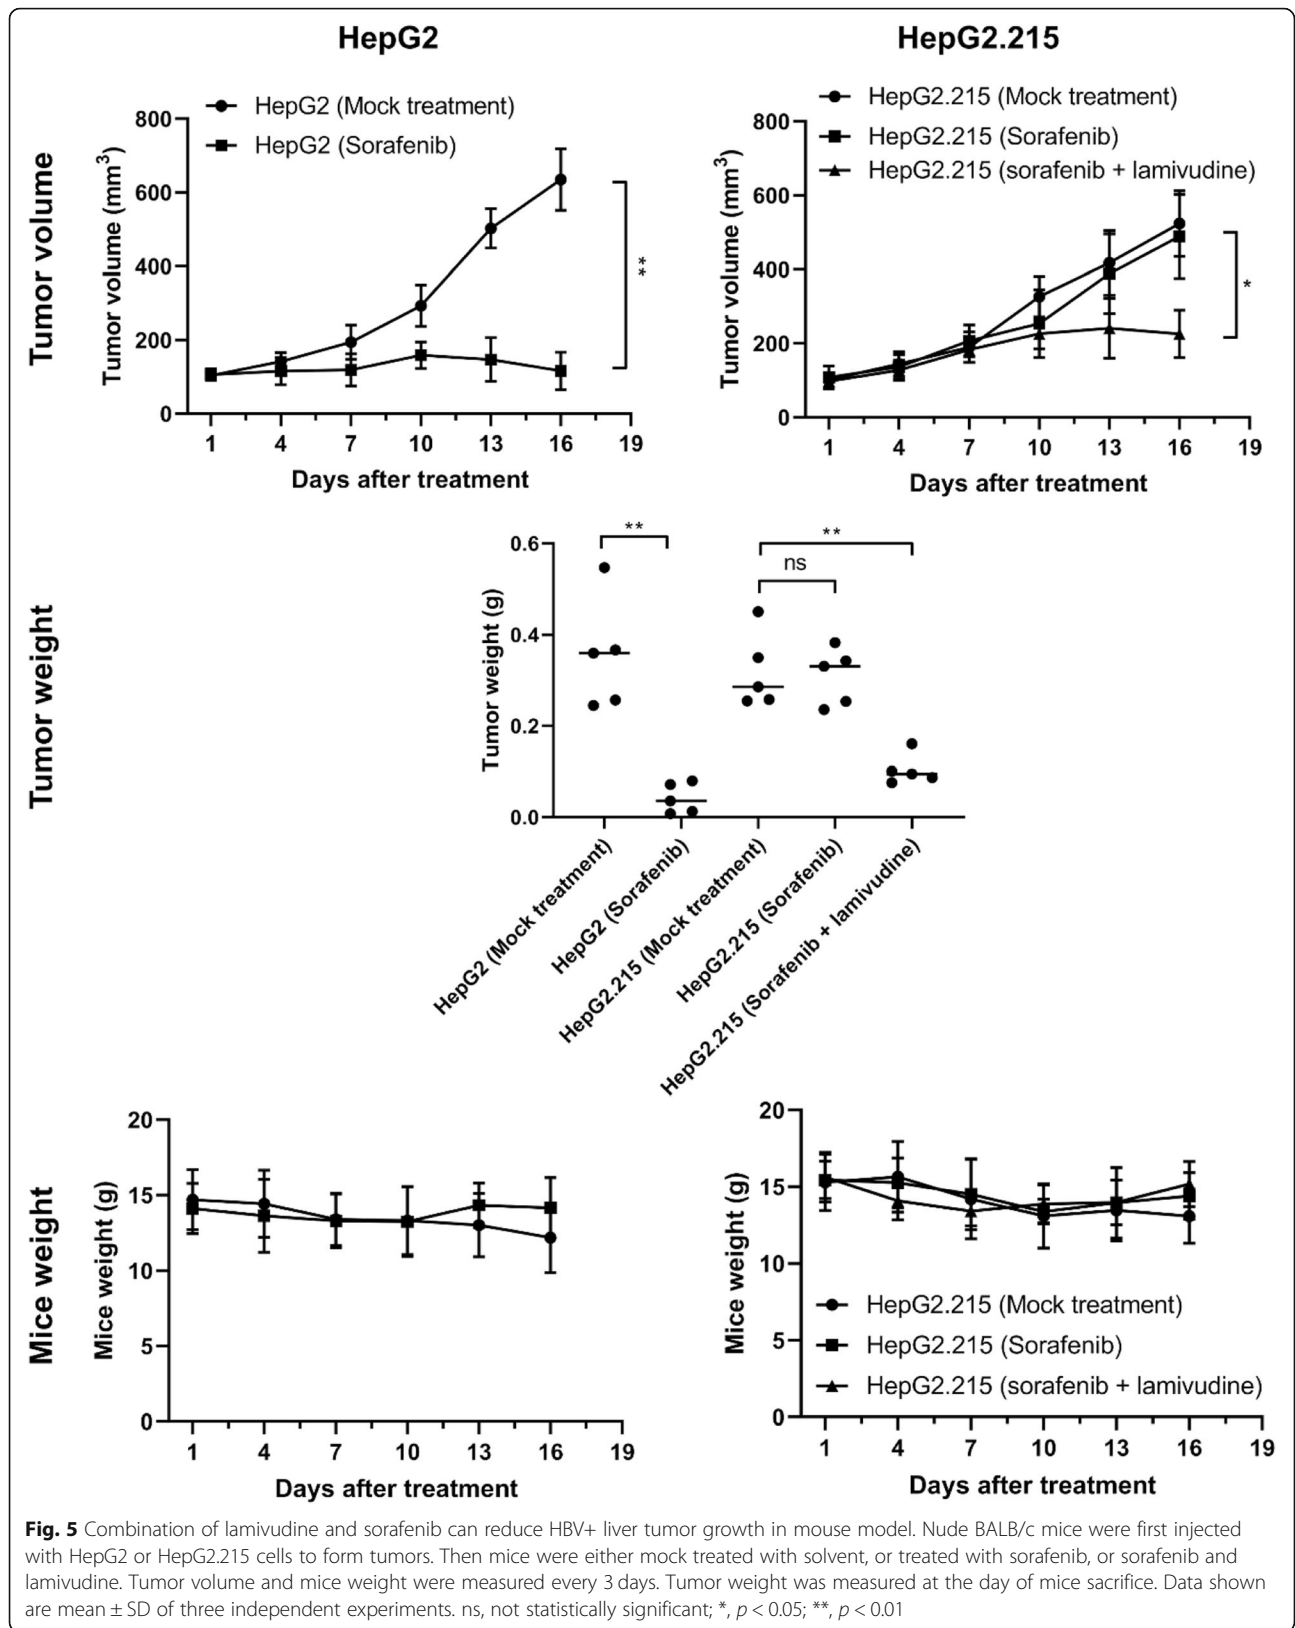 HepG2
HepG2.215
Tumor volume
HepG2 (Mock treatment)
HepG2 (Sorafenib)
Tumor volume (mm³)
800
600
400
200
0
1 4 7 10 13 16 19
Days after treatment
**
HepG2.215 (Mock treatment)
HepG2.215 (Sorafenib)
HepG2.215 (sorafenib + lamivudine)
Tumor volume (mm³)
800
600
400
200
0
1 4 7 10 13 16 19
Days after treatment
*
Tumor weight
Tumor weight (g)
0.6
0.4
0.2
0.0
**
**
ns
HepG2 (Mock treatment)
HepG2 (Sorafenib)
HepG2.215 (Mock treatment)
HepG2.215 (Sorafenib)
HepG2.215 (Sorafenib + lamivudine)
Mice weight
Mice weight (g)
20
15
10
5
0
1 4 7 10 13 16 19
Days after treatment
Mice weight (g)
20
15
10
5
0
HepG2.215 (Mock treatment)
HepG2.215 (Sorafenib)
HepG2.215 (sorafenib + lamivudine)
1 4 7 10 13 16 19
Days after treatment
Fig. 5 Combination of lamivudine and sorafenib can reduce HBV+ liver tumor growth in mouse model. Nude BALB/c mice were first injected
with HepG2 or HepG2.215 cells to form tumors. Then mice were either mock treated with solvent, or treated with sorafenib, or sorafenib and
lamivudine. Tumor volume and mice weight were measured every 3 days. Tumor weight was measured at the day of mice sacrifice. Data shown
are mean ± SD of three independent experiments. ns, not statistically significant; *, p < 0.05; **, p < 0.01